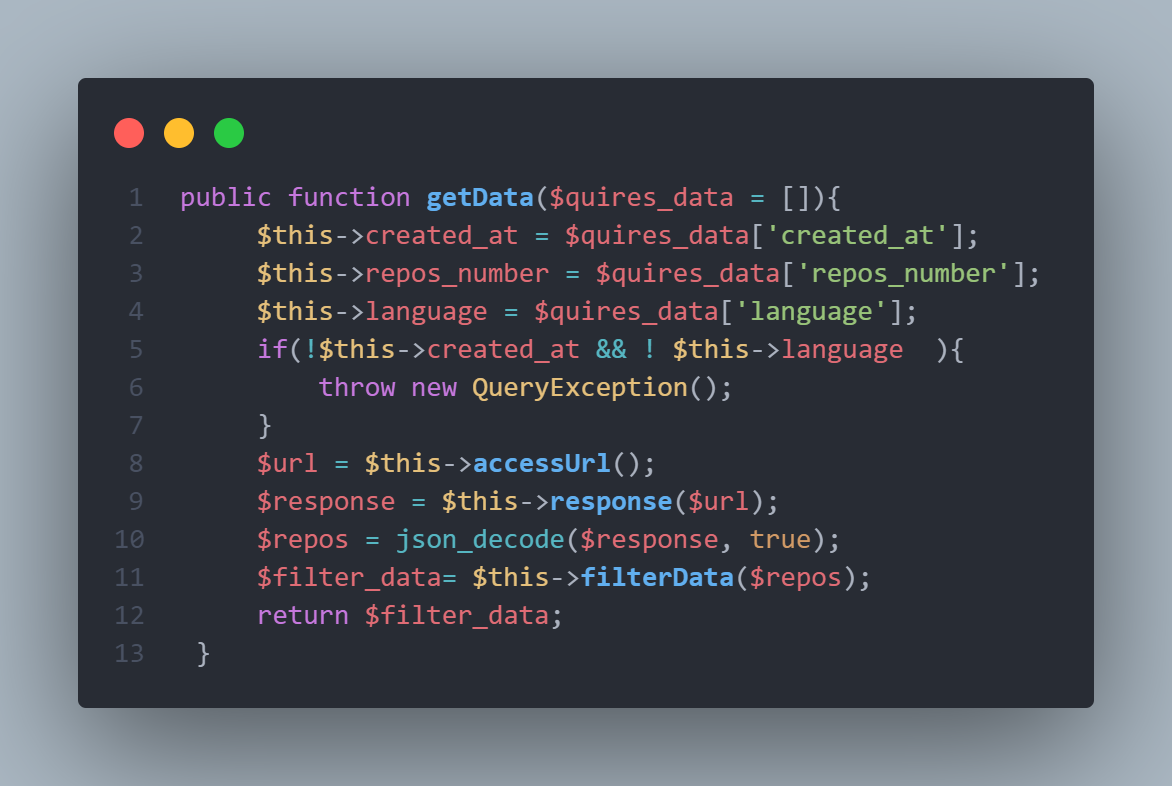 1 public function getData($quires_data = []){
2 $this->created_at = $quires_data['created_at'];
3 $this->repos_number = $quires_data['repos_number'];
4 $this->language = $quires_data['language'];
5 if(!$this->created_at && ! $this->language  ){
6 throw new QueryException();
7 }
8 $url = $this->accessUrl();
9 $response = $this->response($url);
10 $repos = json_decode($response, true);
11 $filter_data= $this->filterData($repos);
12 return $filter_data;
13 }